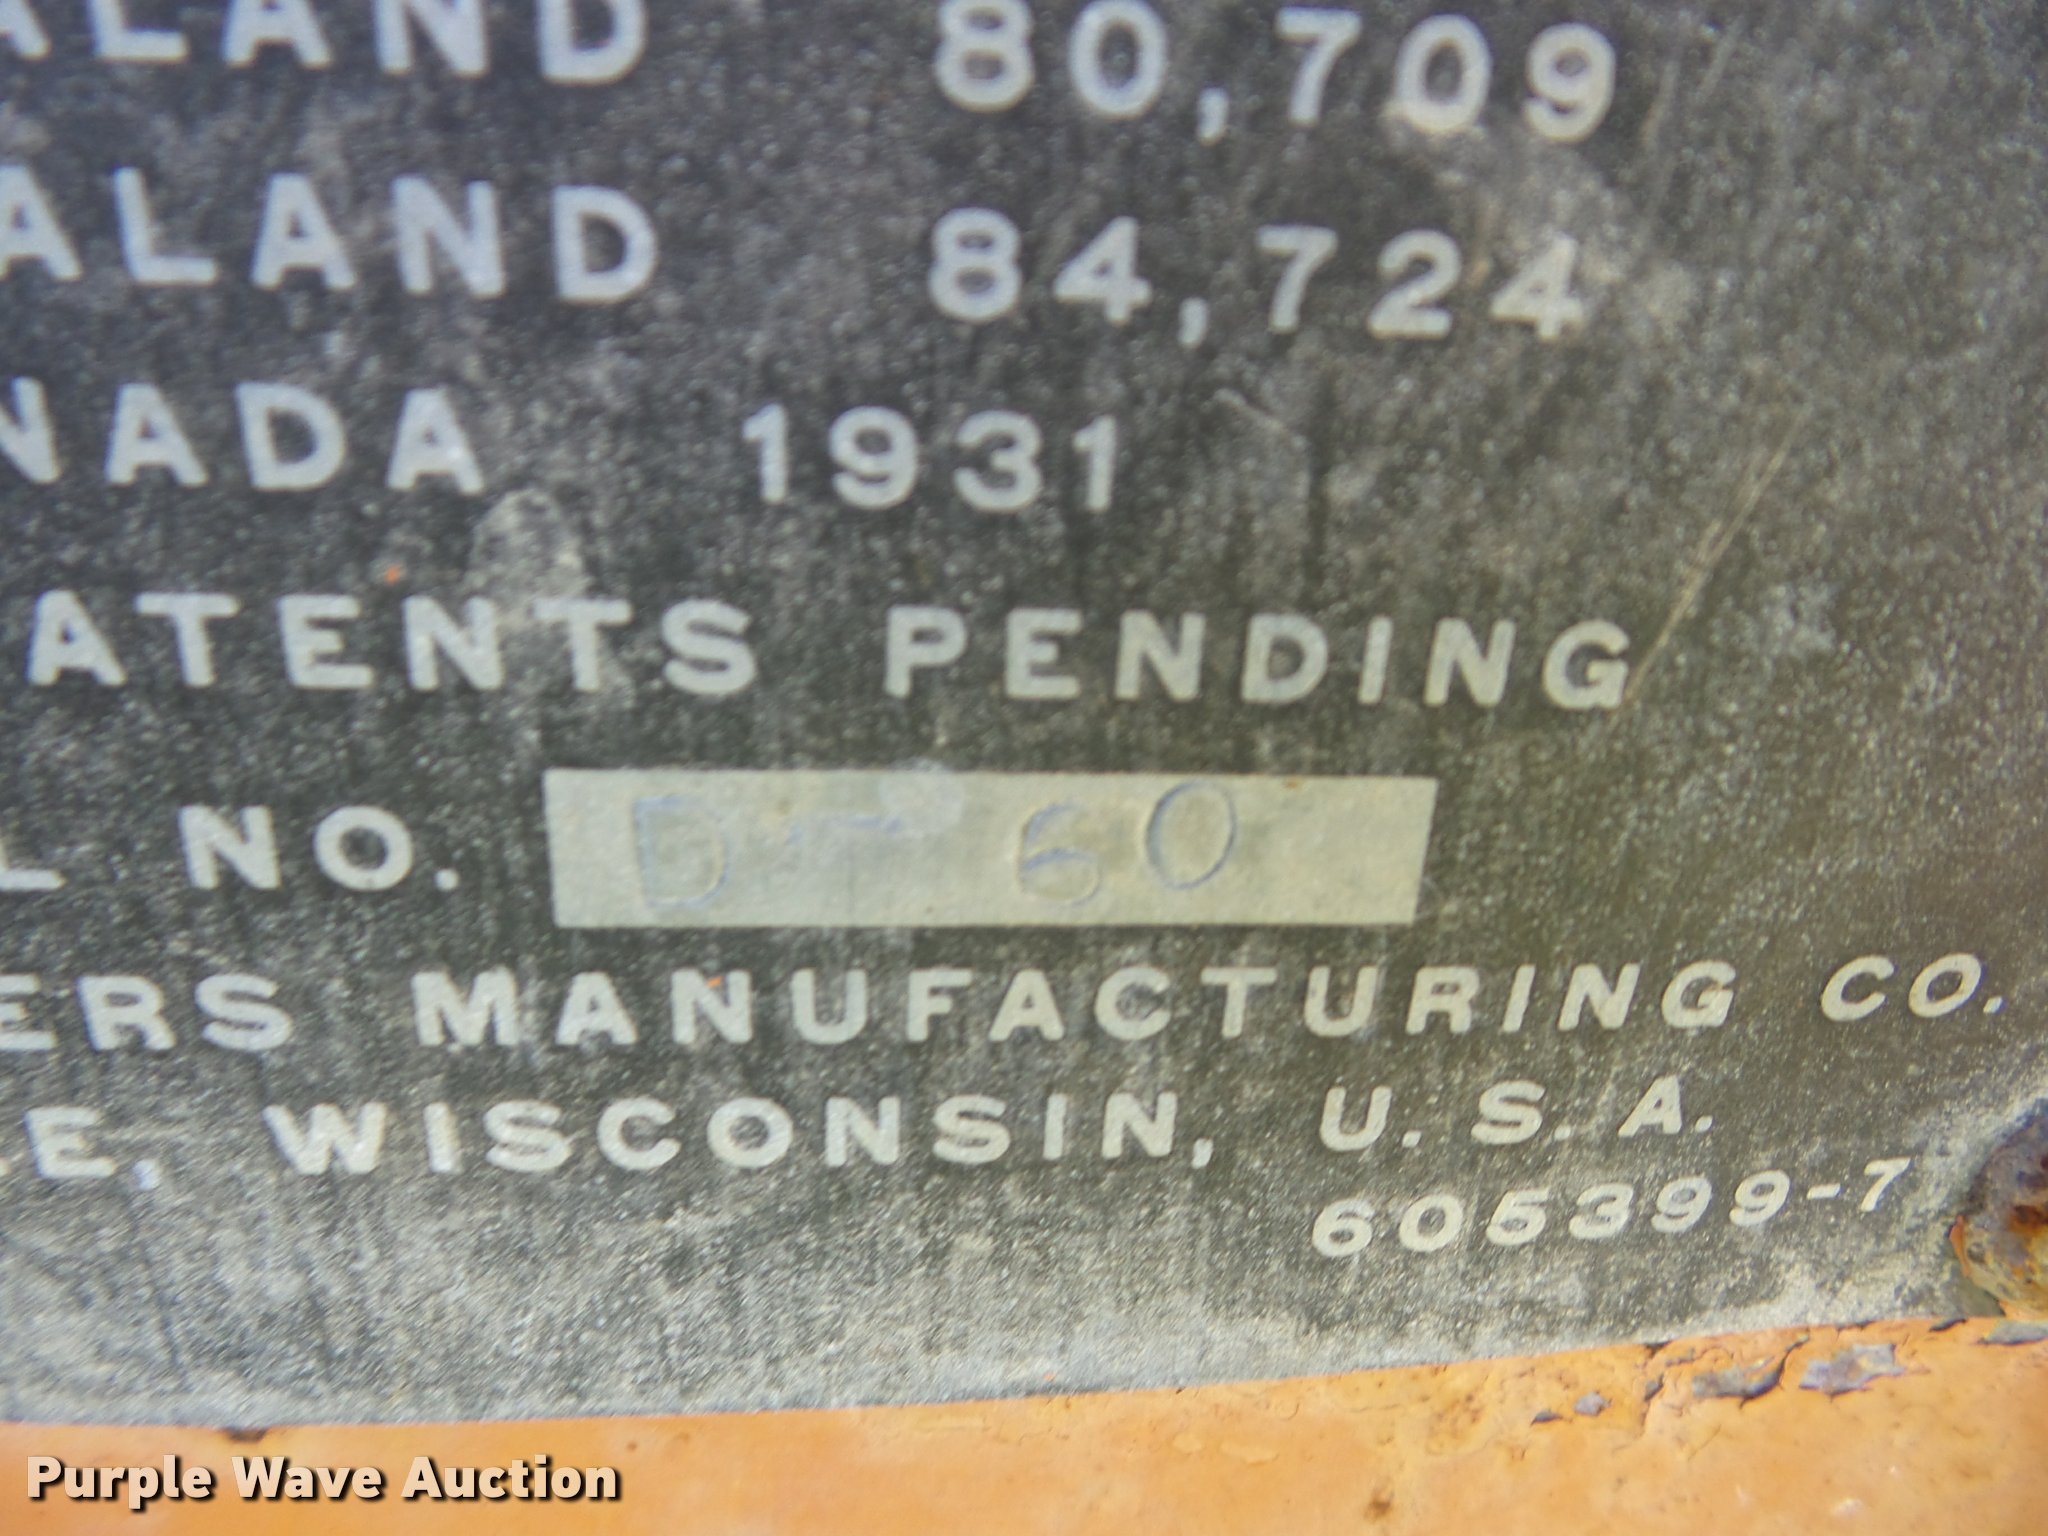 ALAND 80,709
ALAND 84,724
NADA 1931
ATENTS PENDING
L NO. D-60
ERS MANUFACTURING CO.
E, WISCONSIN, U.S.A.
605399-7
Purple Wave Auction